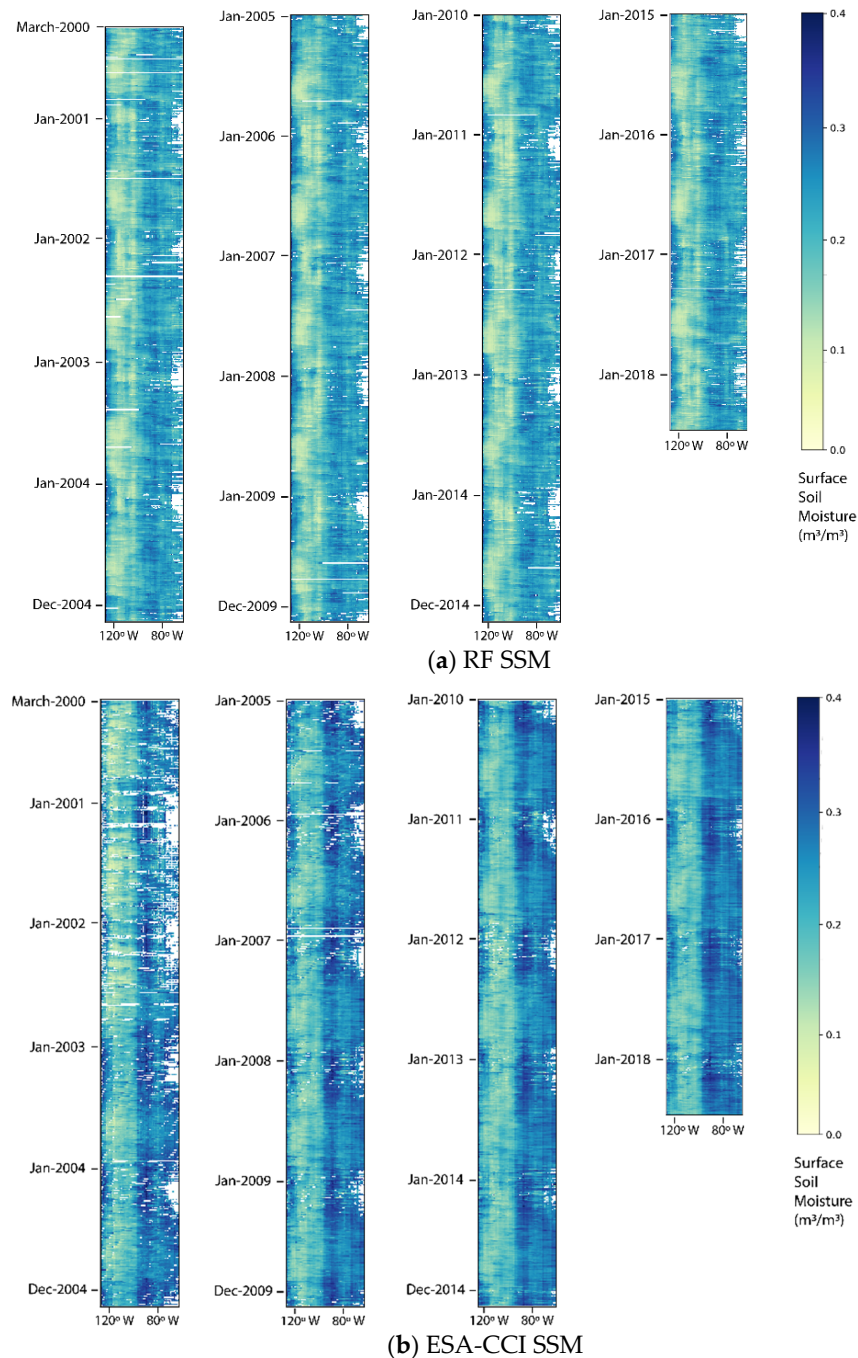 March-2000
Jan-2001
Jan-2002
Jan-2003
Jan-2004
Dec-2004
120° W 80° W
Jan-2005
Jan-2006
Jan-2007
Jan-2008
Jan-2009
Dec-2009
120° W 80° W
Jan-2010
Jan-2011
Jan-2012
Jan-2013
Jan-2014
Dec-2014
120° W 80° W
Jan-2015
Jan-2016
Jan-2017
Jan-2018
120° W 80° W
0.4
0.3
0.2
0.1
0.0
Surface
Soil
Moisture
(m³/m³)
(a) RF SSM
March-2000
Jan-2001
Jan-2002
Jan-2003
Jan-2004
Dec-2004
120° W 80° W
Jan-2005
Jan-2006
Jan-2007
Jan-2008
Jan-2009
Dec-2009
120° W 80° W
Jan-2010
Jan-2011
Jan-2012
Jan-2013
Jan-2014
Dec-2014
120° W 80° W
Jan-2015
Jan-2016
Jan-2017
Jan-2018
120° W 80° W
0.4
0.3
0.2
0.1
0.0
Surface
Soil
Moisture
(m³/m³)
(b) ESA-CCI SSM